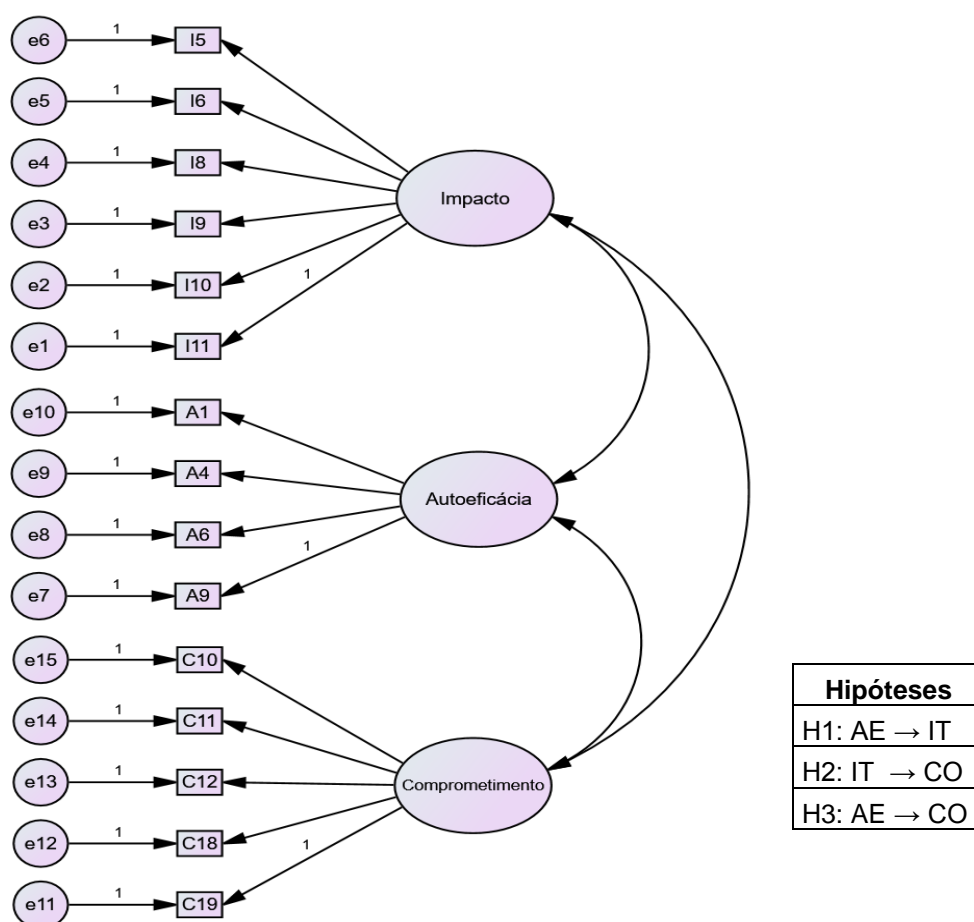 e6 1 I5
e5 1 I6
e4 1 I8
Impacto
e3 1 I9
e2 1 I10
1
e1 1 I11
e10 1 A1
e9 1 A4
Autoeficácia
e8 1 A6
1
e7 1 A9
e15 1 C10
e14 1 C11
e13 1 C12
Comprometimento
e12 1 C18
1
e11 1 C19
Hipóteses
H1: AE → IT
H2: IT → CO
H3: AE → CO